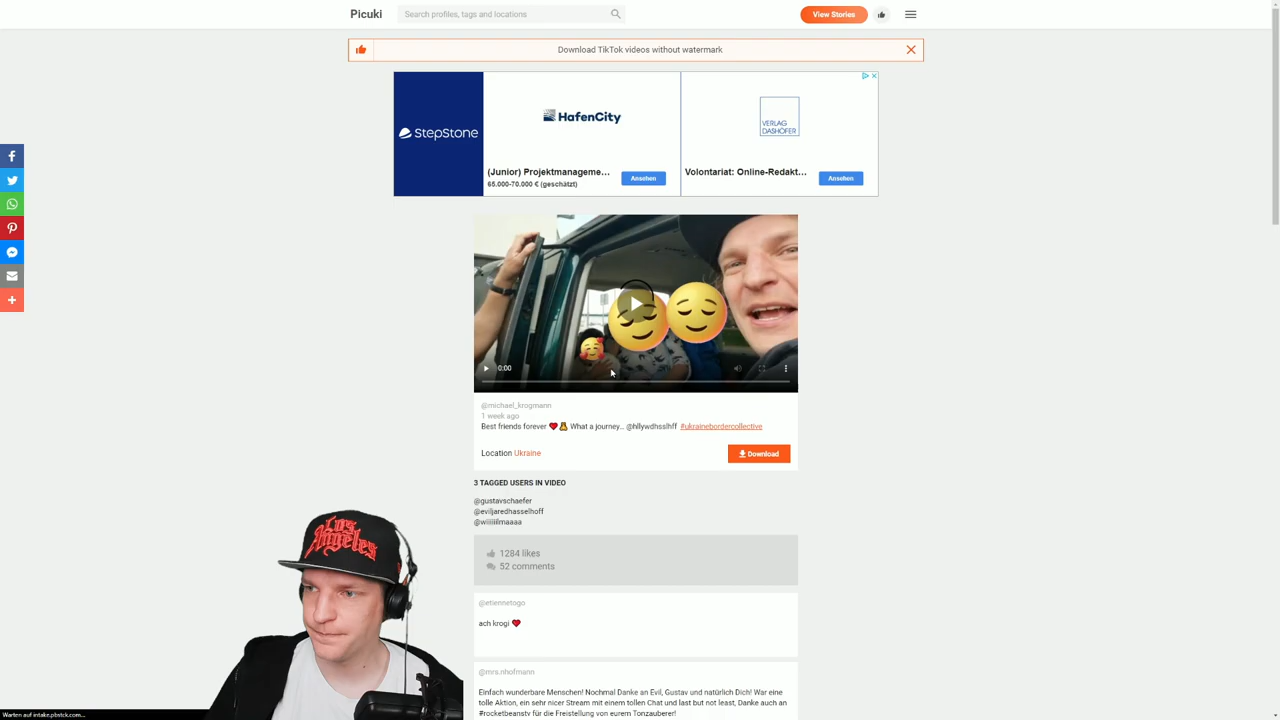 Picuki
Search profiles, tags and locations
View Stories
Download TikTok videos without watermark
StepStone
HafenCity
(Junior) Projektmanageme...
65.000-70.000 € (geschätzt)
Ansehen
VERLAG
DASHÖFER
Volontariat: Online-Redakt...
Ansehen
0:00
@michael_krogmann
1 week ago
Best friends forever ❤️🧸 What a journey... @hllywdhsslhff #ukrainebordercollective
Location Ukraine
Download
3 TAGGED USERS IN VIDEO
@gustavschaefer
@eviljaredhasselhoff
@wiiiiiilmaaaa
1284 likes
52 comments
@etiennetogo
ach krogi ❤️
@mrs.nhofmann
Einfach wunderbare Menschen! Nochmal Danke an Evil, Gustav und natürlich Dich! War eine
tolle Aktion, ein sehr nicer Stream mit einem tollen Chat und last but not least, Danke auch an
#rocketbeanstv für die Freistellung von eurem Tonzauberer!
Los
Angeles
Warten auf intake.pbstck.com...